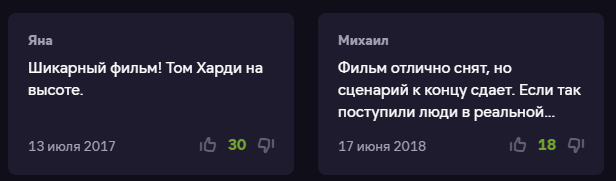 Яна
Шикарный фильм! Том Харди на
высоте.
13 июля 2017
30
Михаил
Фильм отлично снят, но
сценарий к концу сдает. Если так
поступили люди в реальной...
17 июня 2018
18